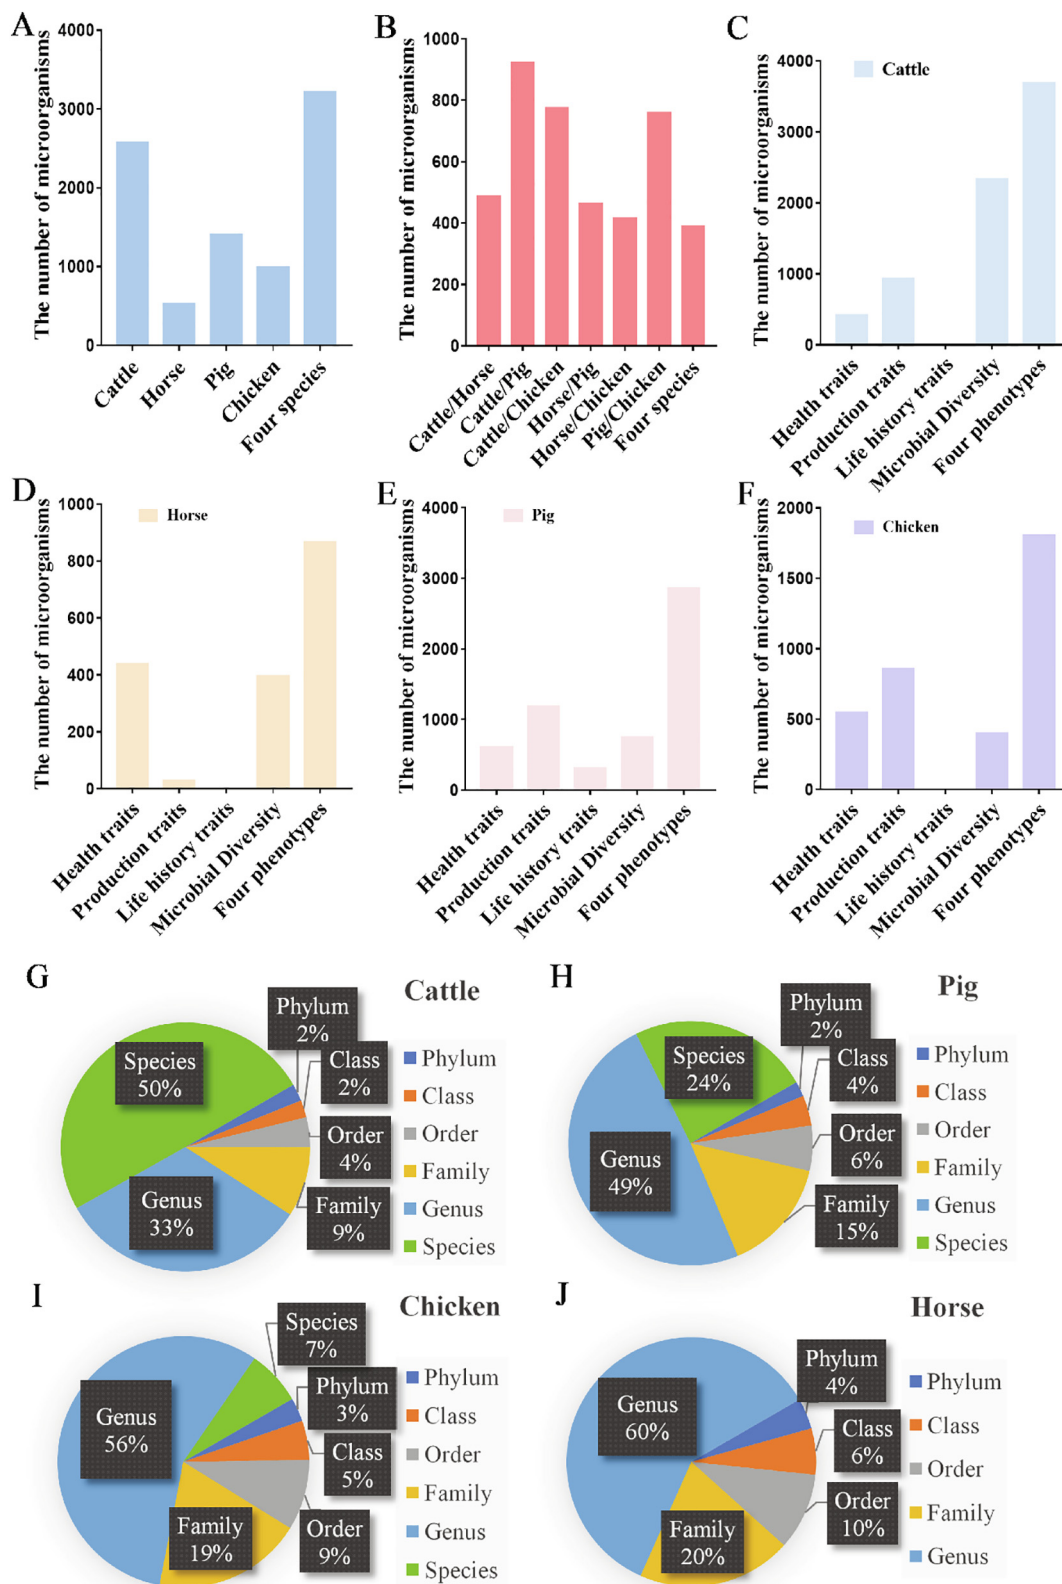 A
The number of microorganisms
4000
3000
2000
1000
0
Cattle
Horse
Pig
Chicken
Four species
B
The number of microorganisms
1000
800
600
400
200
0
Cattle/Horse
Cattle/Pig
Cattle/Chicken
Horse/Pig
Horse/Chicken
Pig/Chicken
Four species
C
Cattle
The number of microorganisms
4000
3000
2000
1000
0
Health traits
Production traits
Life history traits
Microbial Diversity
Four phenotypes
D
Horse
The number of microorganisms
1000
800
600
400
200
0
Health traits
Production traits
Life history traits
Microbial Diversity
Four phenotypes
E
Pig
The number of microorganisms
4000
3000
2000
1000
0
Health traits
Production traits
Life history traits
Microbial Diversity
Four phenotypes
F
Chicken
The number of microorganisms
2000
1500
1000
500
0
Health traits
Production traits
Life history traits
Microbial Diversity
Four phenotypes
G
Cattle
Phylum
2%
Class
2%
Order
4%
Family
9%
Genus
33%
Species
50%
Phylum
Class
Order
Family
Genus
Species
H
Pig
Phylum
2%
Class
4%
Order
6%
Family
15%
Genus
49%
Species
24%
Phylum
Class
Order
Family
Genus
Species
I
Chicken
Species
7%
Phylum
3%
Class
5%
Order
9%
Family
19%
Genus
56%
Phylum
Class
Order
Family
Genus
Species
J
Horse
Phylum
4%
Class
6%
Order
10%
Family
20%
Genus
60%
Phylum
Class
Order
Family
Genus